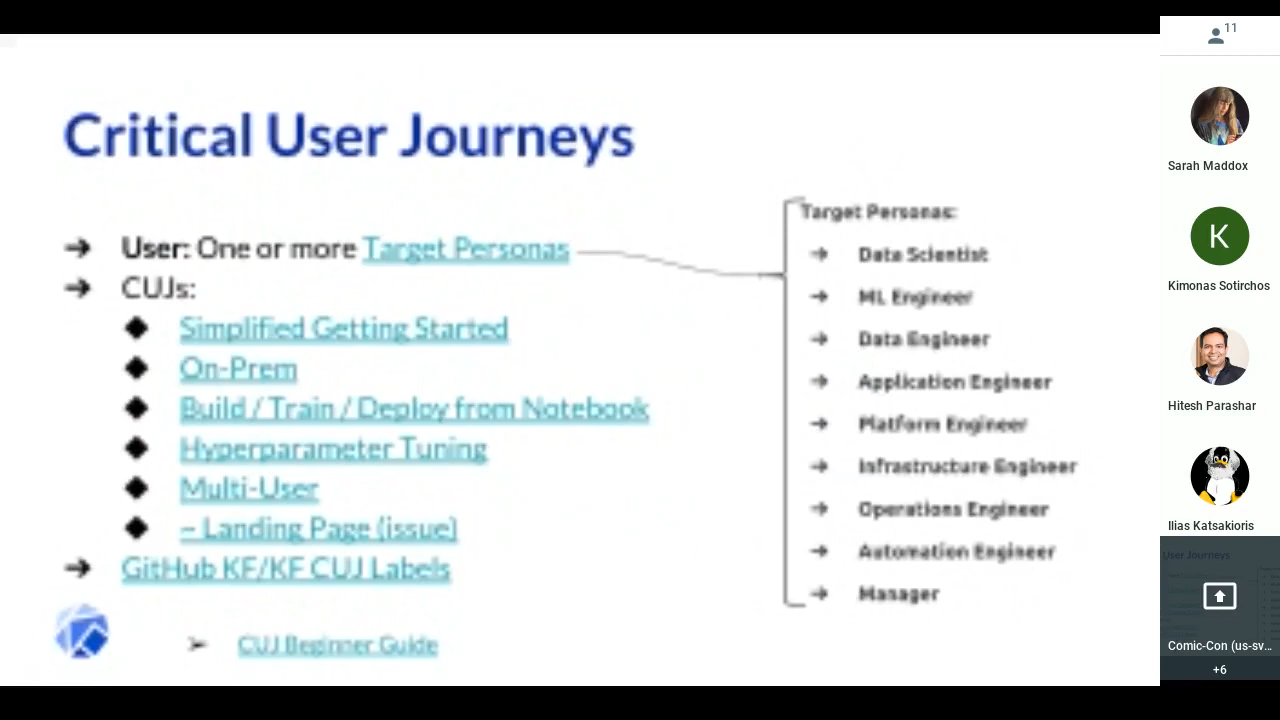 Critical User Journeys
➔ User: One or more Target Personas
➔ CUJs:
◆ Simplified Getting Started
◆ On-Prem
◆ Build / Train / Deploy from Notebook
◆ Hyperparameter Tuning
◆ Multi-User
◆ ~ Landing Page (issue)
➔ GitHub KF/KF CUJ Labels
➢ CUJ Beginner Guide
Target Personas:
➔ Data Scientist
➔ ML Engineer
➔ Data Engineer
➔ Application Engineer
➔ Platform Engineer
➔ Infrastructure Engineer
➔ Operations Engineer
➔ Automation Engineer
➔ Manager
11
Sarah Maddox
K
Kimonas Sotirchos
Hitesh Parashar
Ilias Katsakioris
User Journeys
Comic-Con (us-sv...
+6